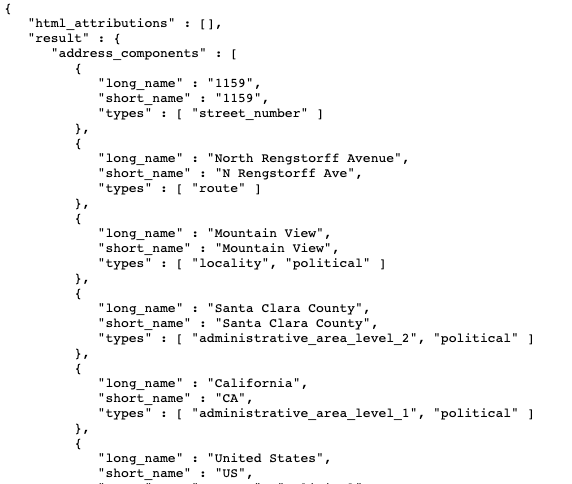 {
"html_attributions" : [],
"result" : {
"address_components" : [
{
"long_name" : "1159",
"short_name" : "1159",
"types" : [ "street_number" ]
},
{
"long_name" : "North Rengstorff Avenue",
"short_name" : "N Rengstorff Ave",
"types" : [ "route" ]
},
{
"long_name" : "Mountain View",
"short_name" : "Mountain View",
"types" : [ "locality", "political" ]
},
{
"long_name" : "Santa Clara County",
"short_name" : "Santa Clara County",
"types" : [ "administrative_area_level_2", "political" ]
},
{
"long_name" : "California",
"short_name" : "CA",
"types" : [ "administrative_area_level_1", "political" ]
},
{
"long_name" : "United States",
"short_name" : "US",